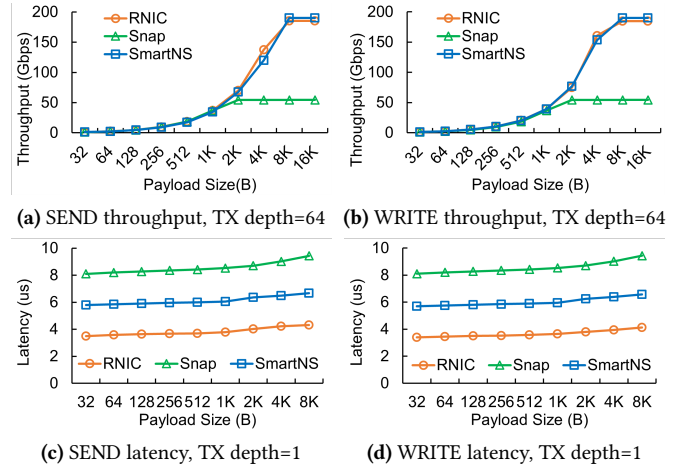 200
150
100
50
0
Throughput (Gbps)
RNIC
Snap
SmartNS
32 64 128 256 512 1K 2K 4K 8K 16K
Payload Size(B)
(a) SEND throughput, TX depth=64
200
150
100
50
0
Throughput (Gbps)
RNIC
Snap
SmartNS
32 64 128 256 512 1K 2K 4K 8K 16K
Payload Size (B)
(b) WRITE throughput, TX depth=64
10
8
6
4
2
0
Latency (us)
RNIC Snap SmartNS
32 64 128 256 512 1K 2K 4K 8K
Payload Size (B)
(c) SEND latency, TX depth=1
10
8
6
4
2
0
Latency (us)
RNIC Snap SmartNS
32 64 128 256 512 1K 2K 4K 8K
Payload Size (B)
(d) WRITE latency, TX depth=1